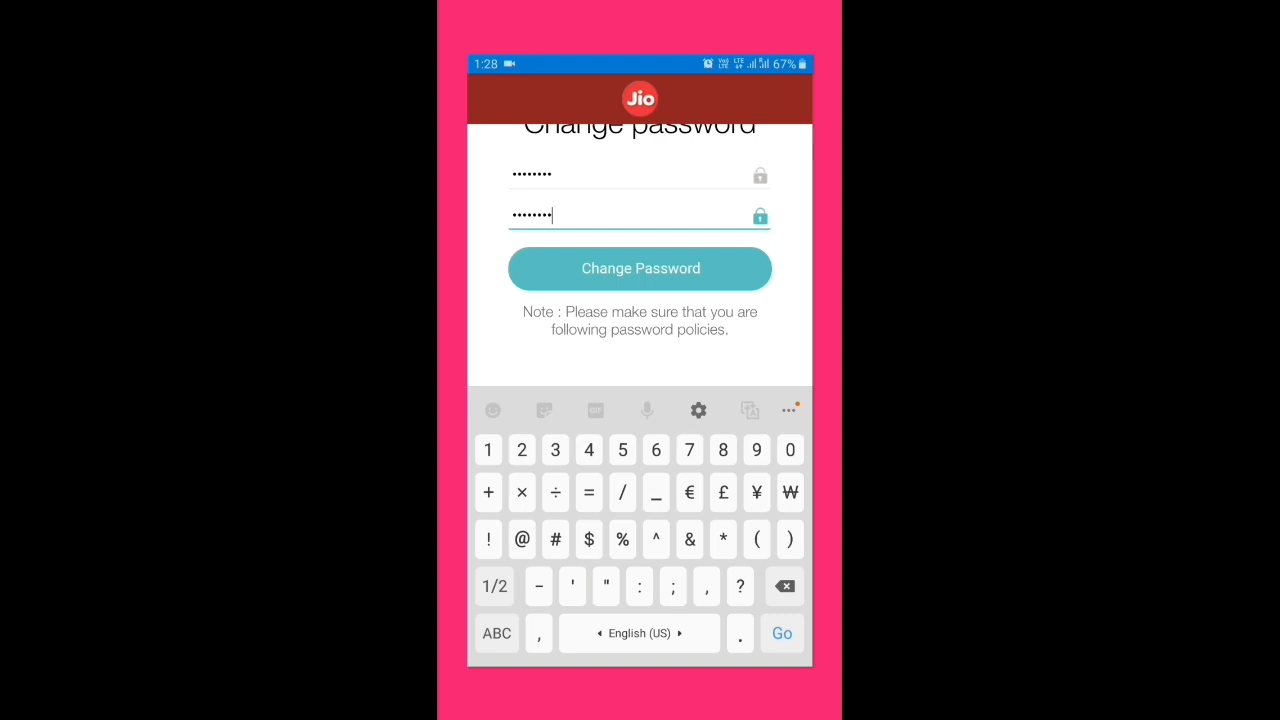 1:28 67%
Jio
Change password
••••••••
••••••••
Change Password
Note : Please make sure that you are
following password policies.
GIF
1 2 3 4 5 6 7 8 9 0
+ × ÷ = / _ € £ ¥ ₩
! @ # $ % ^ & * ( )
1/2 - ' " : ; , ?
ABC , English (US) . Go